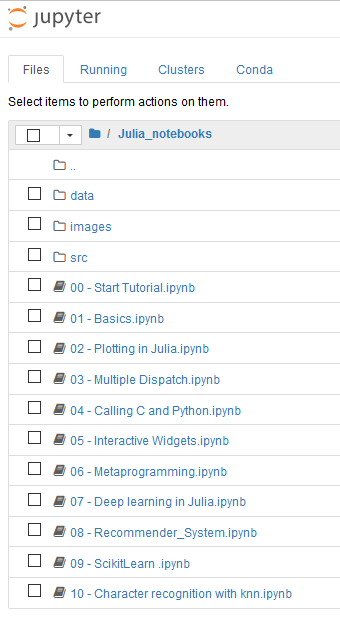 jupyter
Files Running Clusters Conda
Select items to perform actions on them.
/ Julia_notebooks
..
data
images
src
00 - Start Tutorial.ipynb
01 - Basics.ipynb
02 - Plotting in Julia.ipynb
03 - Multiple Dispatch.ipynb
04 - Calling C and Python.ipynb
05 - Interactive Widgets.ipynb
06 - Metaprogramming.ipynb
07 - Deep learning in Julia.ipynb
08 - Recommender_System.ipynb
09 - ScikitLearn .ipynb
10 - Character recognition with knn.ipynb